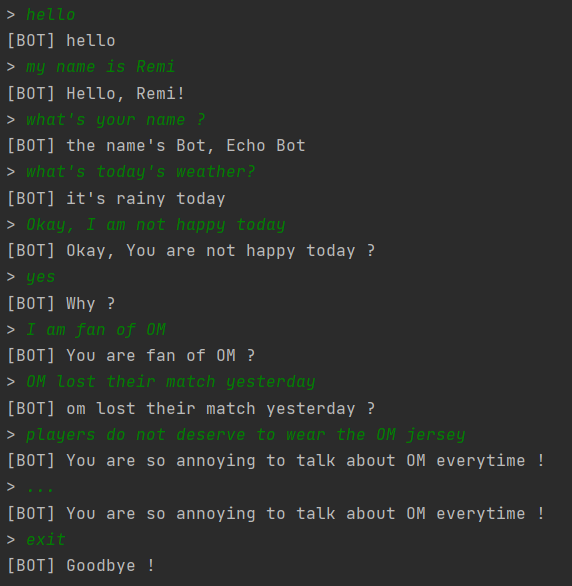 > hello
[BOT] hello
> my name is Remi
[BOT] Hello, Remi!
> what's your name ?
[BOT] the name's Bot, Echo Bot
> what's today's weather?
[BOT] it's rainy today
> Okay, I am not happy today
[BOT] Okay, You are not happy today ?
> yes
[BOT] Why ?
> I am fan of OM
[BOT] You are fan of OM ?
> OM lost their match yesterday
[BOT] om lost their match yesterday ?
> players do not deserve to wear the OM jersey
[BOT] You are so annoying to talk about OM everytime !
> ...
[BOT] You are so annoying to talk about OM everytime !
> exit
[BOT] Goodbye !